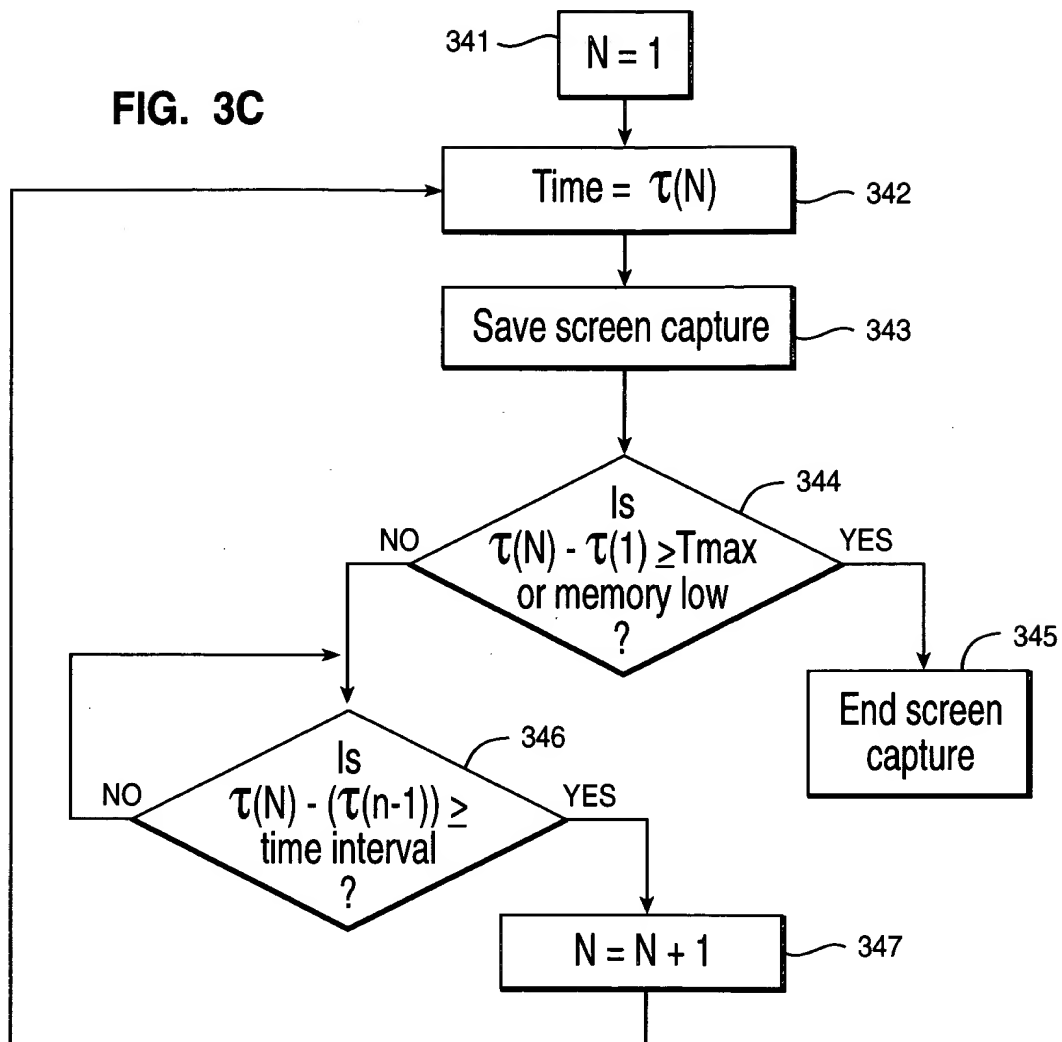 341
N = 1
FIG. 3C
Time = τ(N)
342
Save screen capture
343
344
Is
τ(N) - τ(1) ≥Tmax
or memory low
?
NO
YES
345
End screen
capture
346
Is
τ(N) - (τ(n-1)) ≥
time interval
?
NO
YES
N = N + 1
347